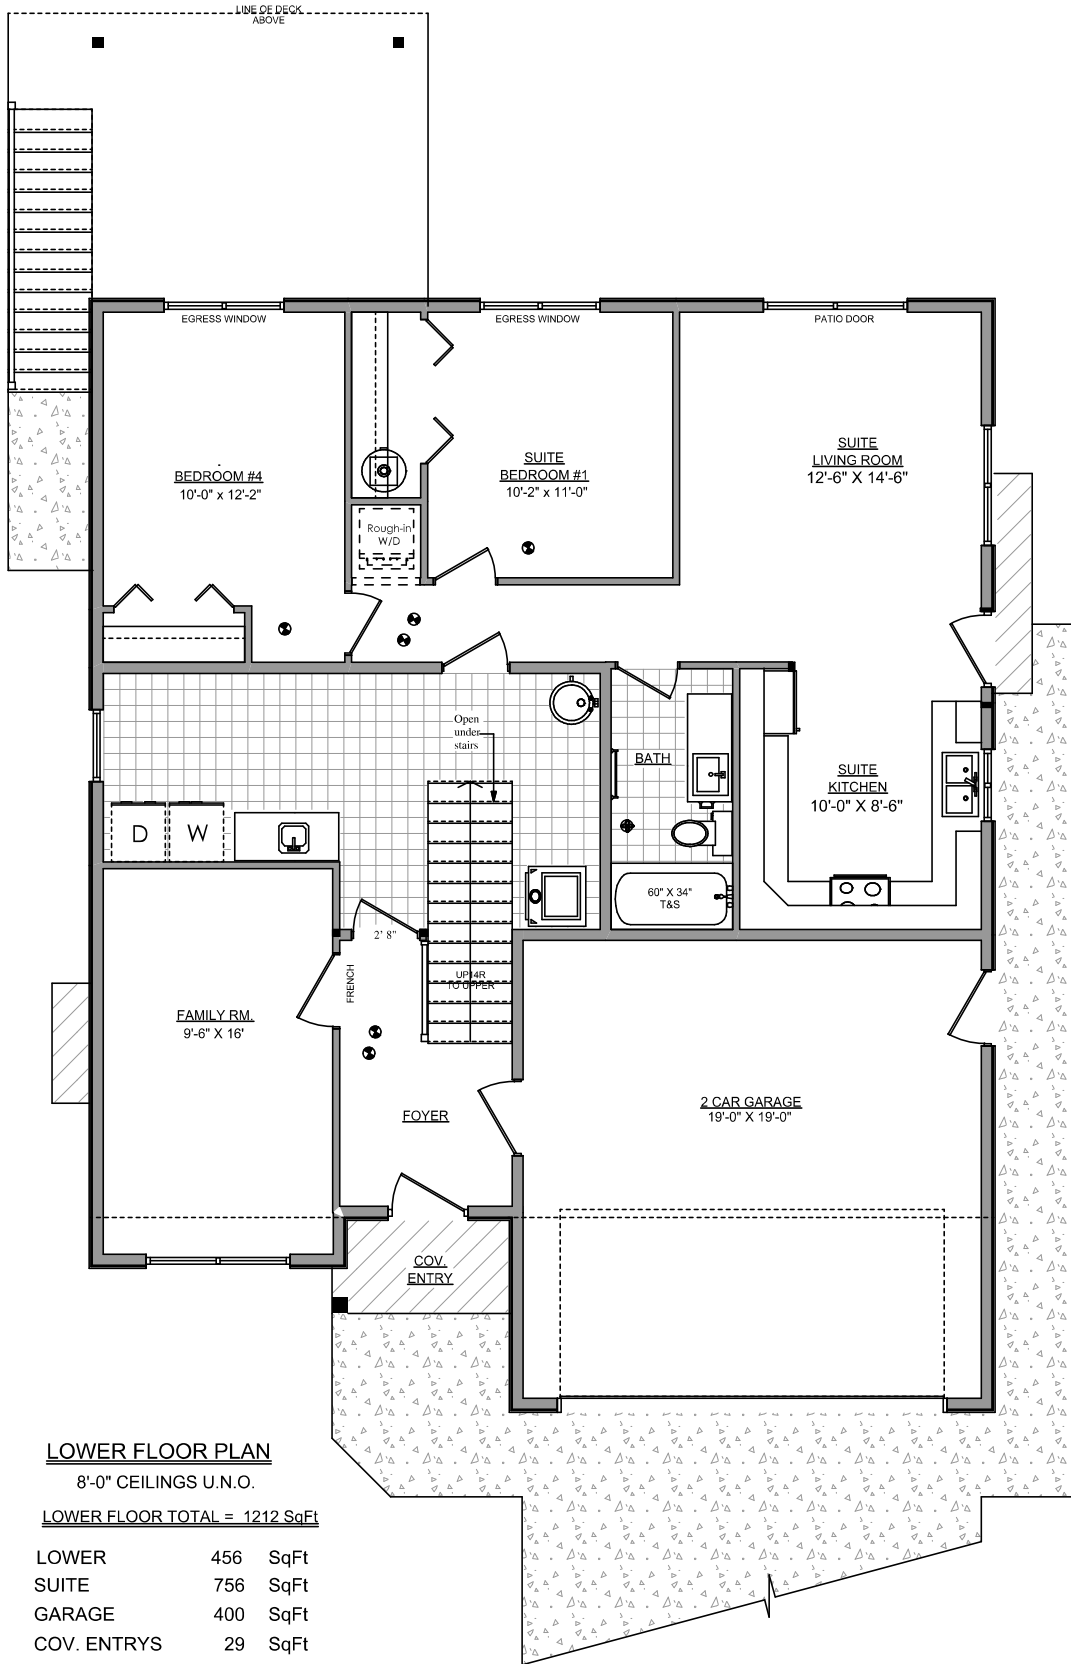 LINE OF DECK
ABOVE
EGRESS WINDOW
EGRESS WINDOW
PATIO DOOR
BEDROOM #4
10'-0" x 12'-2"
SUITE
BEDROOM #1
10'-2" x 11'-0"
SUITE
LIVING ROOM
12'-6" X 14'-6"
Rough-in
W/D
Open
under
stairs
BATH
SUITE
KITCHEN
10'-0" X 8'-6"
D
W
60" X 34"
T&S
2' 8"
FRENCH
UP14R
TO UPPER
FAMILY RM.
9'-6" X 16'
FOYER
2 CAR GARAGE
19'-0" X 19'-0"
COV.
ENTRY
LOWER FLOOR PLAN
8'-0" CEILINGS U.N.O.
LOWER FLOOR TOTAL = 1212 SqFt
LOWER 456 SqFt
SUITE 756 SqFt
GARAGE 400 SqFt
COV. ENTRYS 29 SqFt